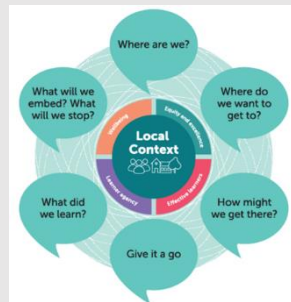 Where are we?
Where do
we want to
get to?
How might
we get there?
Give it a go
What did
we learn?
What will we
embed? What
will we stop?
Wellbeing
Equity and excellence
Effective learners
Learner agency
Local
Context